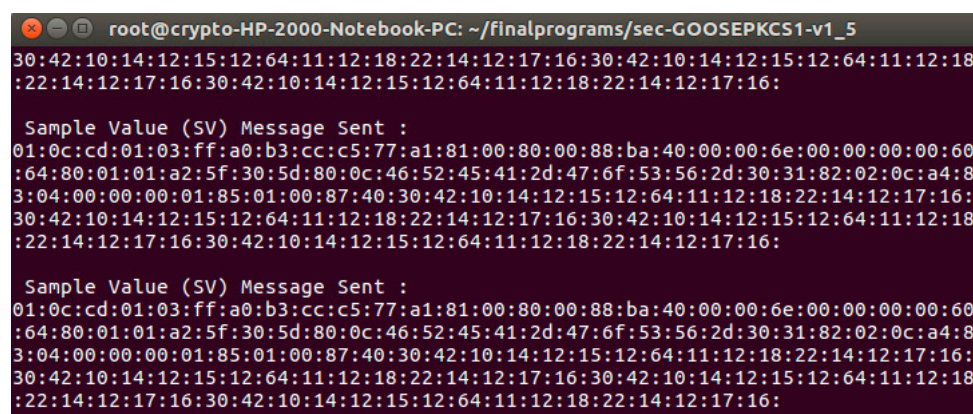 root@crypto-HP-2000-Notebook-PC: ~/finalprograms/sec-GOOSEPKCS1-v1_5
30:42:10:14:12:15:12:64:11:12:18:22:14:12:17:16:30:42:10:14:12:15:12:64:11:12:18
:22:14:12:17:16:30:42:10:14:12:15:12:64:11:12:18:22:14:12:17:16:
Sample Value (SV) Message Sent :
01:0c:cd:01:03:ff:a0:b3:cc:c5:77:a1:81:00:80:00:88:ba:40:00:00:6e:00:00:00:00:60
:64:80:01:01:a2:5f:30:5d:80:0c:46:52:45:41:2d:47:6f:53:56:2d:30:31:82:02:0c:a4:8
3:04:00:00:00:01:85:01:00:87:40:30:42:10:14:12:15:12:64:11:12:18:22:14:12:17:16:
30:42:10:14:12:15:12:64:11:12:18:22:14:12:17:16:30:42:10:14:12:15:12:64:11:12:18
:22:14:12:17:16:30:42:10:14:12:15:12:64:11:12:18:22:14:12:17:16:
Sample Value (SV) Message Sent :
01:0c:cd:01:03:ff:a0:b3:cc:c5:77:a1:81:00:80:00:88:ba:40:00:00:6e:00:00:00:00:60
:64:80:01:01:a2:5f:30:5d:80:0c:46:52:45:41:2d:47:6f:53:56:2d:30:31:82:02:0c:a4:8
3:04:00:00:00:01:85:01:00:87:40:30:42:10:14:12:15:12:64:11:12:18:22:14:12:17:16:
30:42:10:14:12:15:12:64:11:12:18:22:14:12:17:16:30:42:10:14:12:15:12:64:11:12:18
:22:14:12:17:16:30:42:10:14:12:15:12:64:11:12:18:22:14:12:17:16: